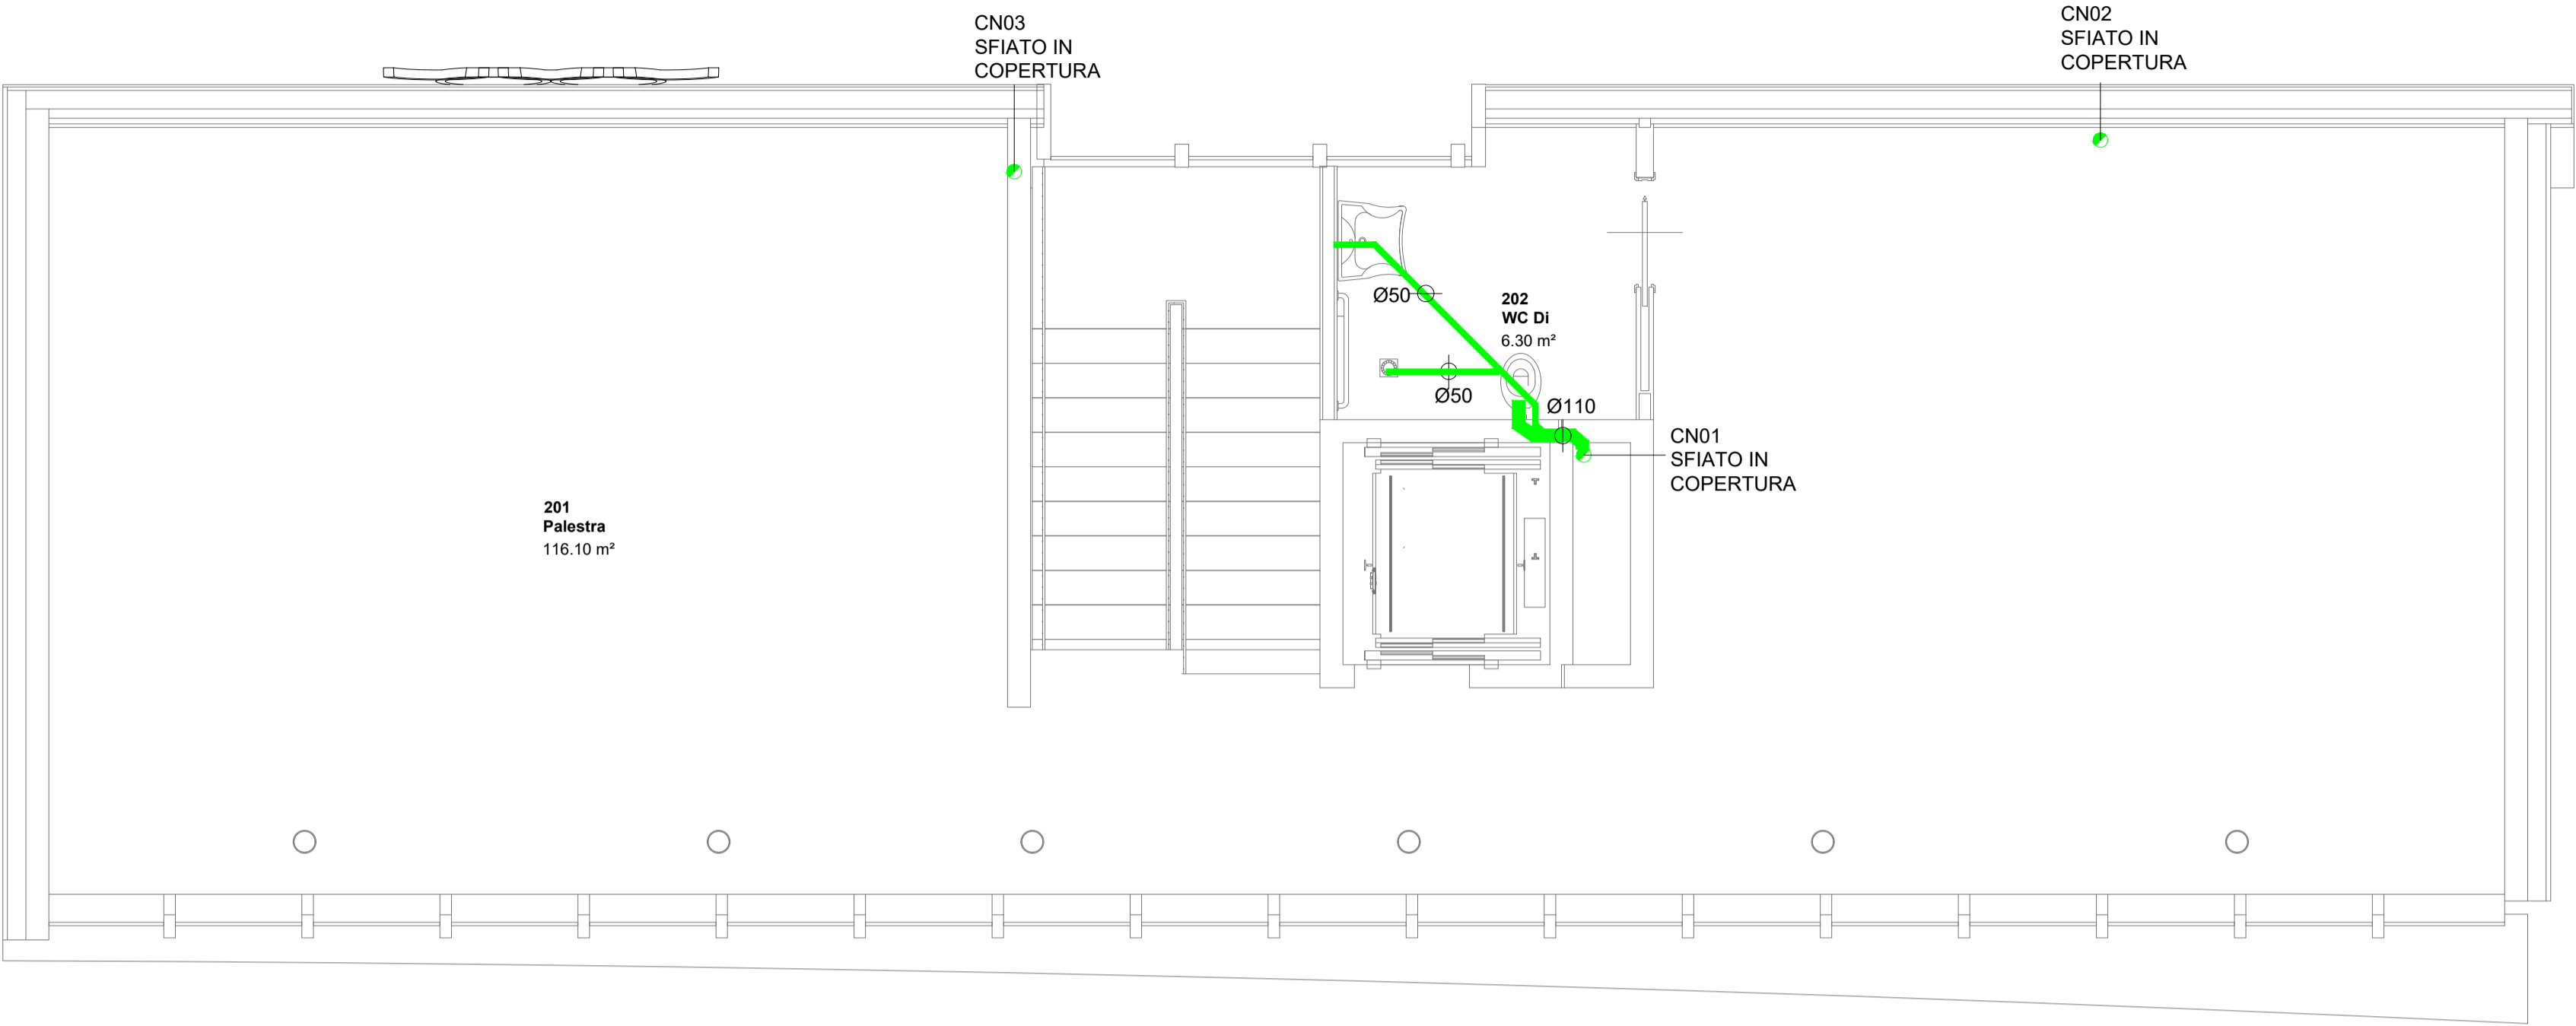 CN03
SFIATO IN
COPERTURA
CN02
SFIATO IN
COPERTURA
Ø50
202
WC Di
6.30 m²
Ø50
Ø110
CN01
SFIATO IN
COPERTURA
201
Palestra
116.10 m²